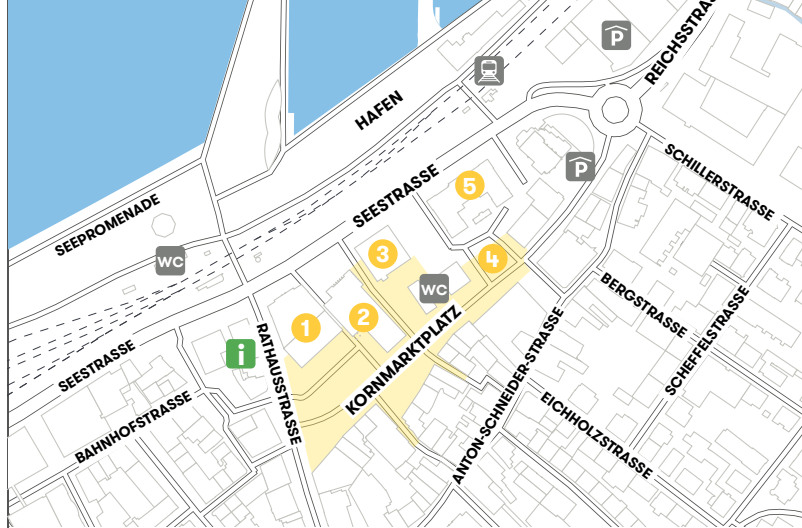 P
REICHSSTRA
HAFEN
SCHILLERSTRASSE
P
5
SEESTRASSE
SEEPROMENADE
WC
3
4
WC
BERGSTRASSE
SCHEFFELSTRASSE
1
2
KORNMARKTPLATZ
RATHAUSSTRASSE
i
SEESTRASSE
BAHNHOFSTRASSE
ANTON-SCHNEIDER-STRASSE
EICHHOLZSTRASSE